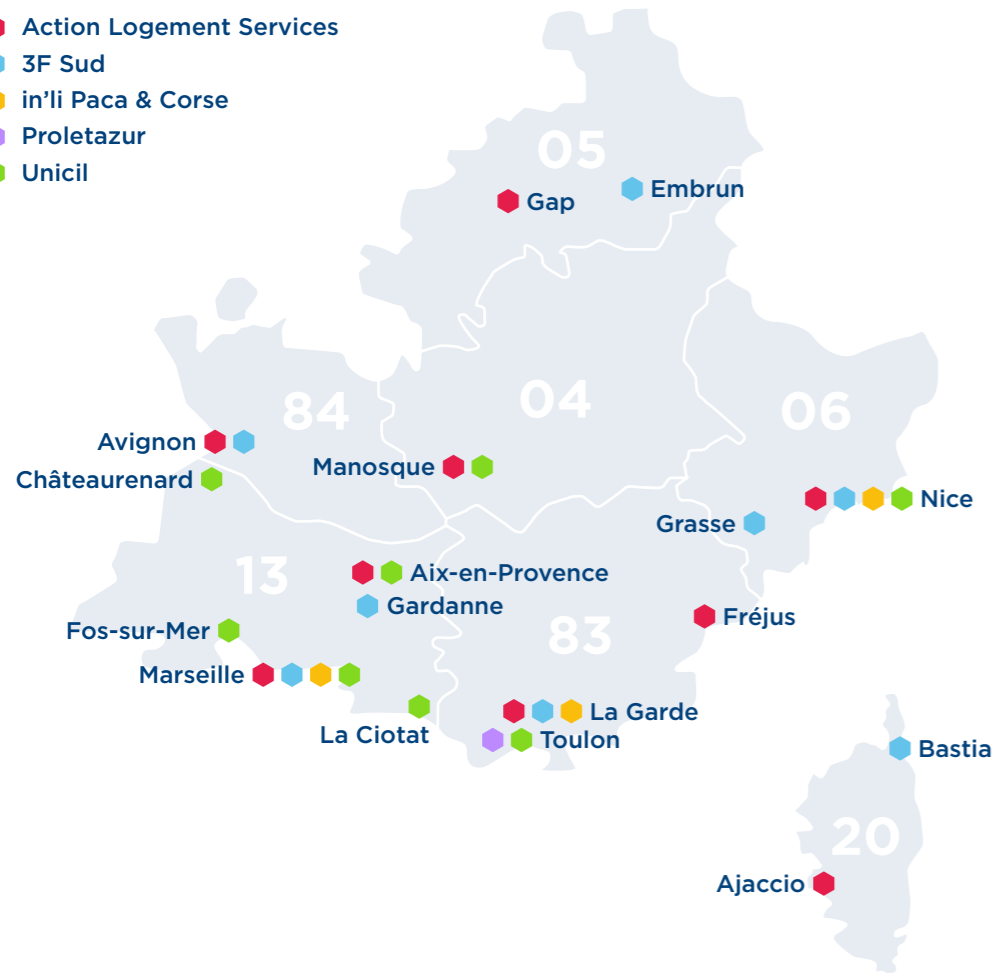 Action Logement Services
3F Sud
in’li Paca & Corse
Proletazur
Unicil
05
Gap
Embrun
84
04
06
Avignon
Manosque
Châteaurenard
Nice
Grasse
13
Aix-en-Provence
Gardanne
83
Fréjus
Fos-sur-Mer
Marseille
La Garde
La Ciotat
Toulon
Bastia
20
Ajaccio